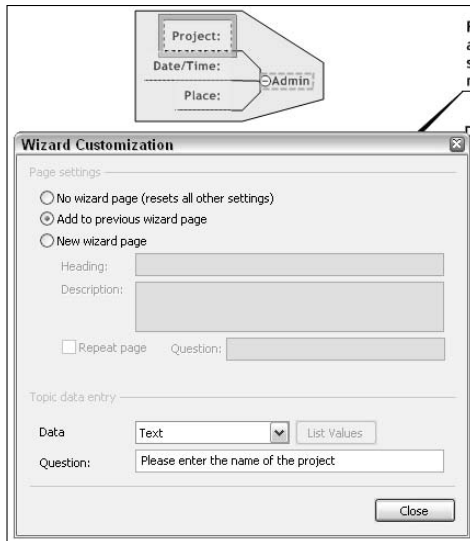 Project:
Date/Time:
Admin
Place:
Wizard Customization
Page settings
No wizard page (resets all other settings)
Add to previous wizard page
New wizard page
Heading:
Description:
Repeat page Question:
Topic data entry
Data Text List Values
Question: Please enter the name of the project
Close